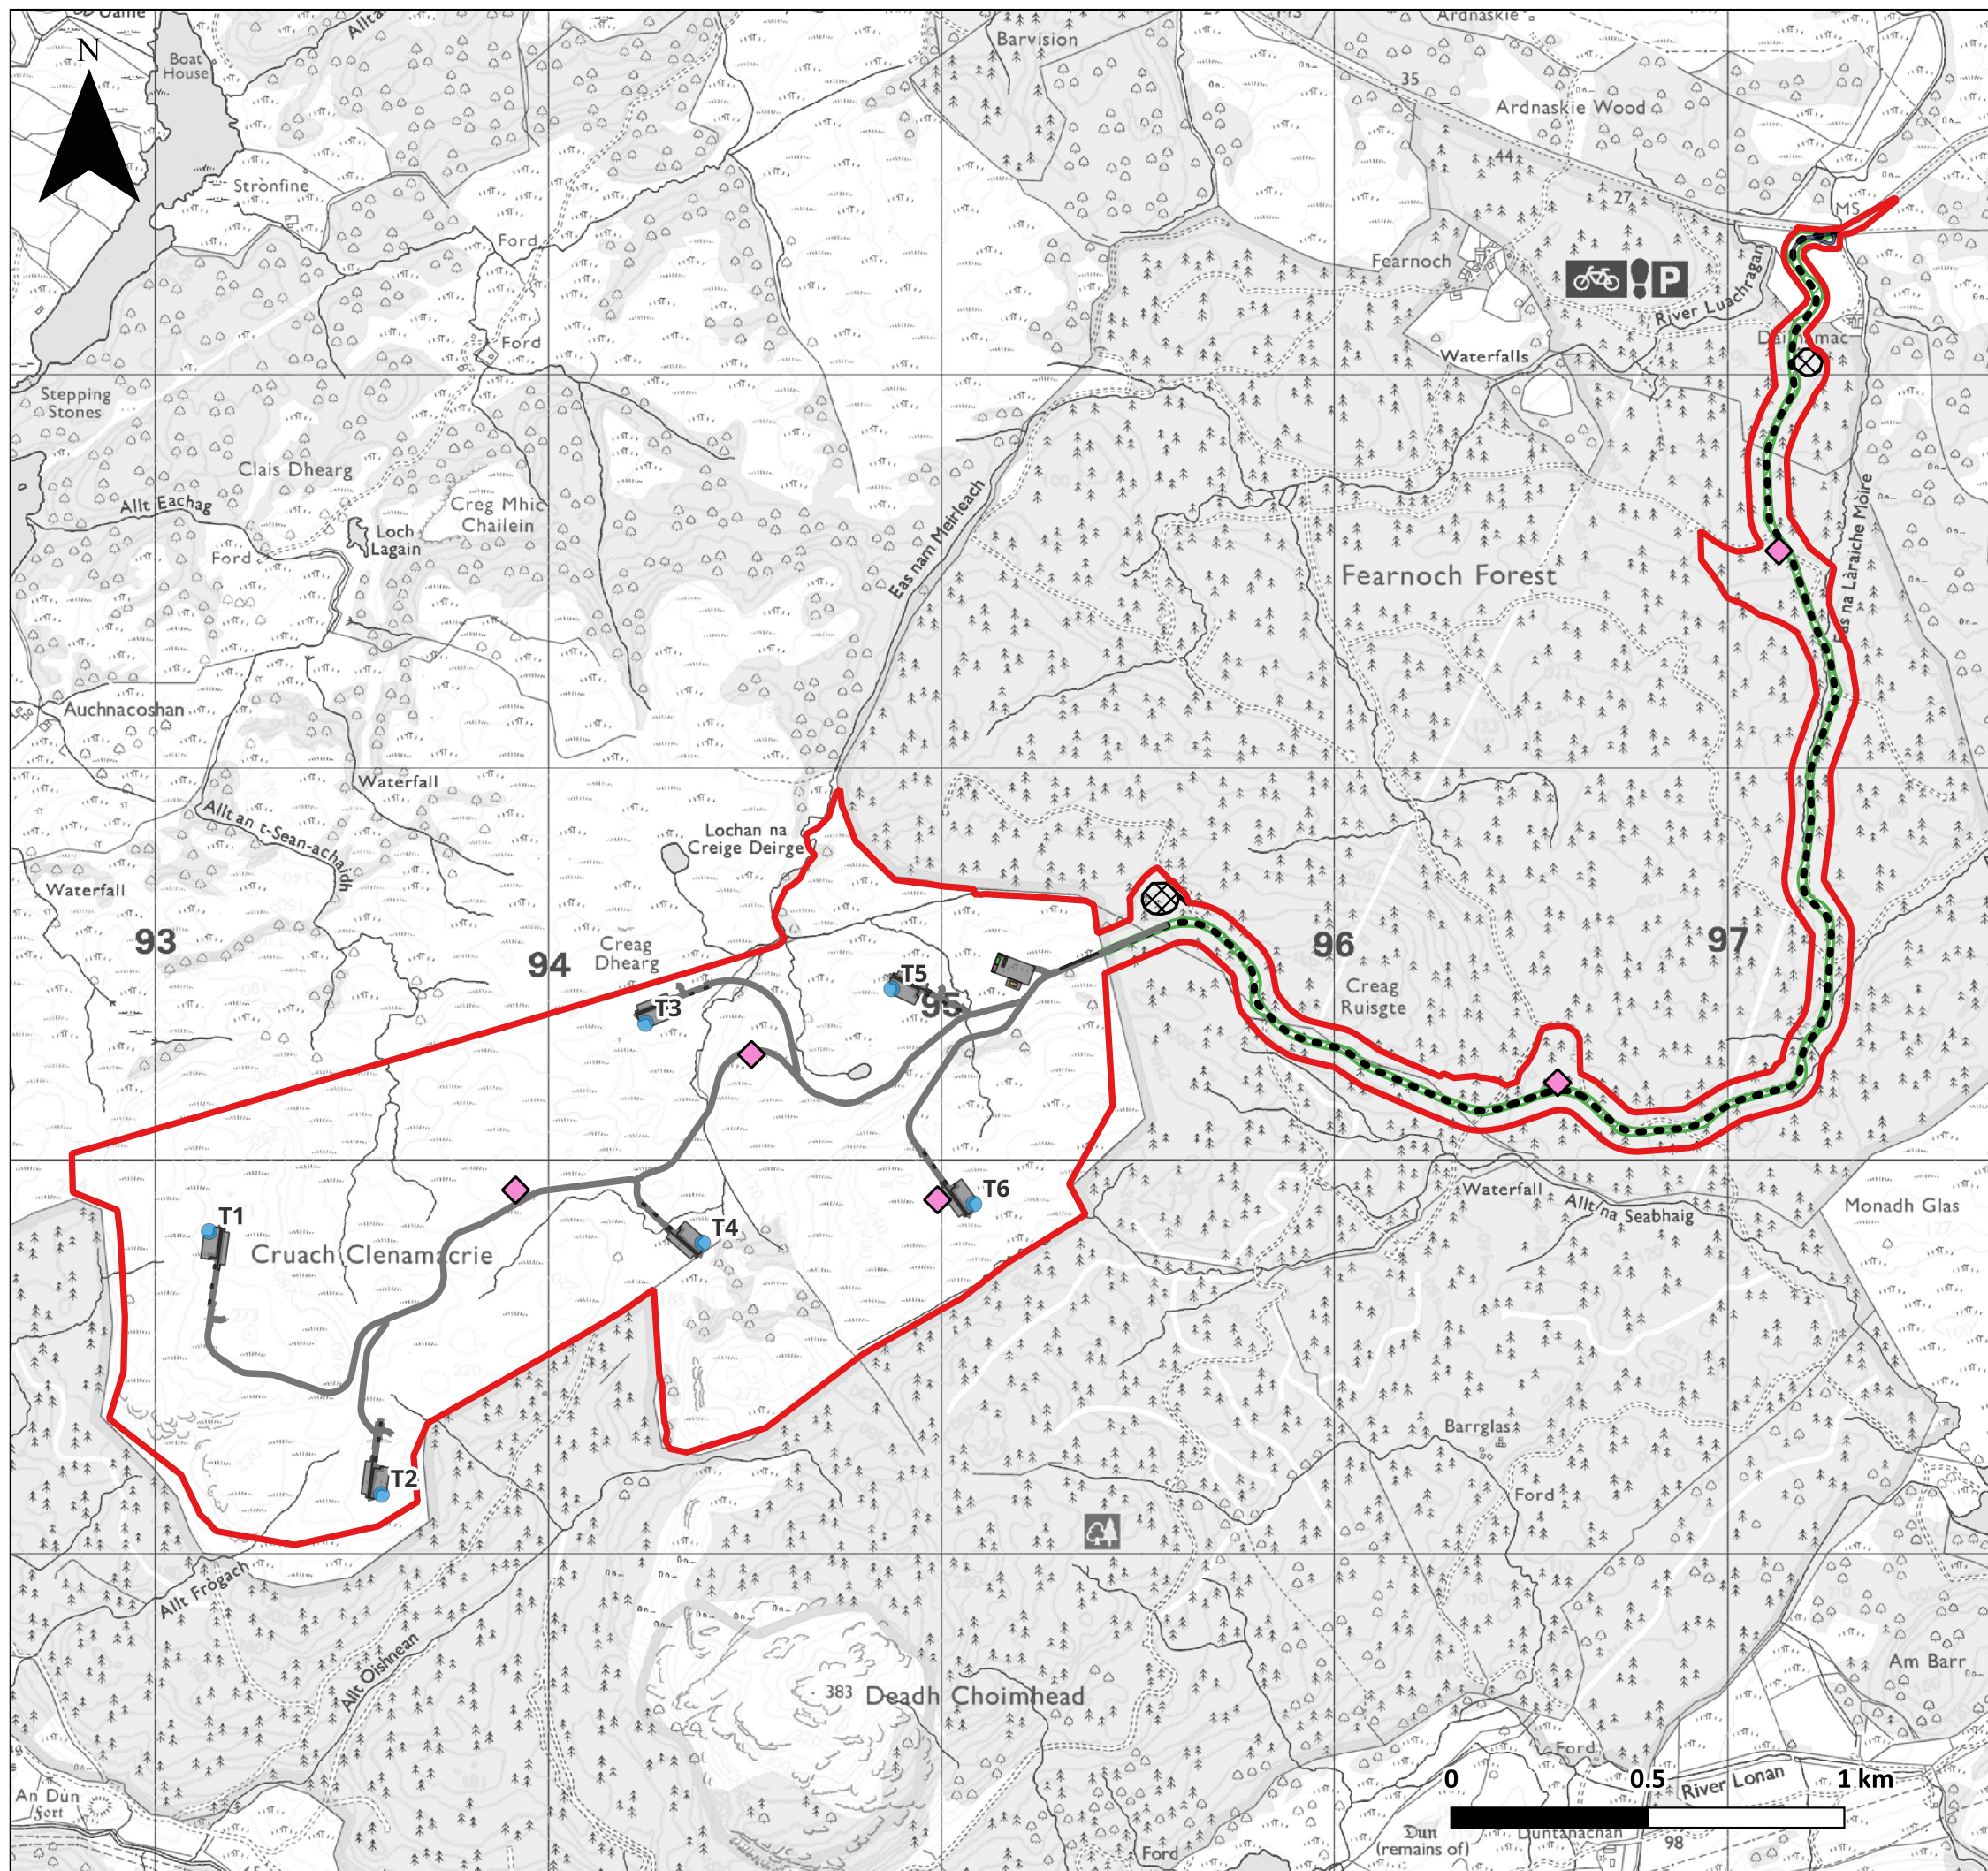 N
Boat
House
Barvision
MS
Ardnaskie
35
Ardnaskie Wood
44
27
MS
Strònfine
Ford
Fearnoch
P
River Luachragan
Ford
Waterfalls
Stepping
Stones
Clais Dhearg
Allt Eachag
Creg Mhic
Chailein
Loch
Lagain
Ford
Eas nam Meirleach
Fearnoch Forest
Eas na Làraiche Mòire
Auchnacoshan
Waterfall
Allt an t-Sean-achaidh
Lochan na
Creige Deirge
Waterfall
93
94
Creag
Dhearg
T3
T5
95
96
Creag
Ruisgte
97
T1
Cruach Clenamacrie
T4
T6
Waterfall
Allt na Seabhaig
Monadh Glas
273
T2
Barrglas
Ford
Allt Frògach
Allt Oishnean
383
Deadh Choimhead
Am Barr
An Dun
Fort
Ford
River Lonan
0
0.5
1 km
Dun
(remains of)
Duntanachan
98
Ford